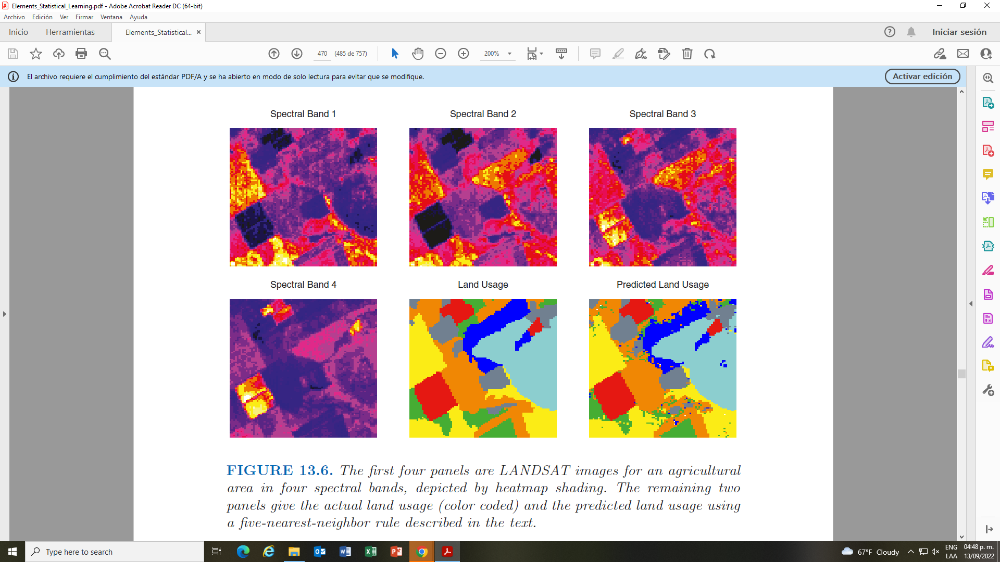 Elements_Statistical_Learning.pdf - Adobe Acrobat Reader DC (64-bit)
Archivo Edición Ver Firmar Ventana Ayuda
Inicio Herramientas Elements_Statistical... Iniciar sesión
470 (485 de 757) 200%
El archivo requiere el cumplimiento del estándar PDF/A y se ha abierto en modo de solo lectura para evitar que se modifique. Activar edición
Spectral Band 1 Spectral Band 2 Spectral Band 3
Spectral Band 4 Land Usage Predicted Land Usage
FIGURE 13.6. The first four panels are LANDSAT images for an agricultural
area in four spectral bands, depicted by heatmap shading. The remaining two
panels give the actual land usage (color coded) and the predicted land usage using
a five-nearest-neighbor rule described in the text.
Type here to search 67°F Cloudy ENG 04:48 p. m.
LAA 13/09/2022